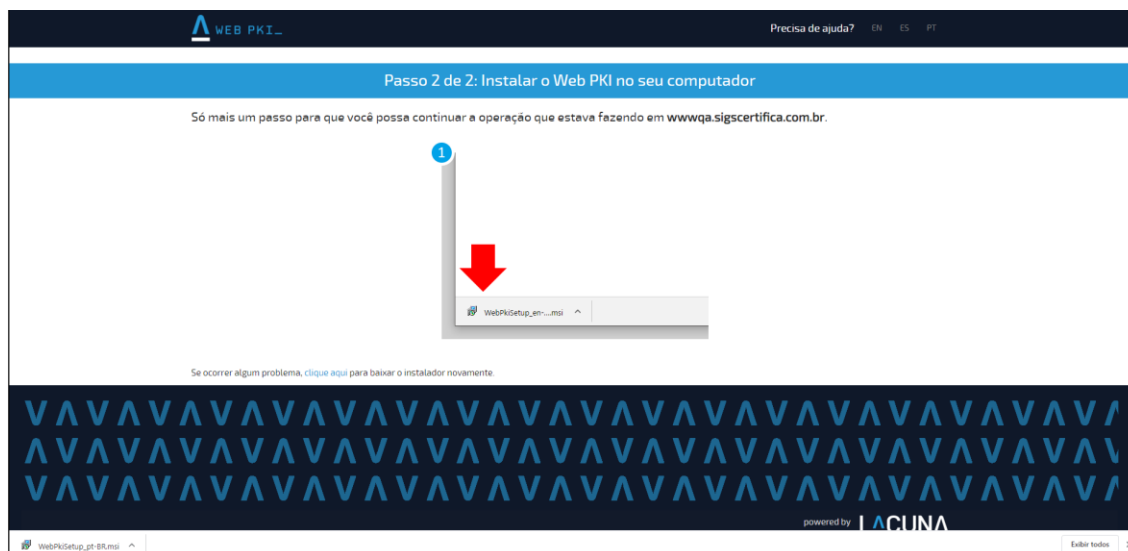 WEB PKI_
Precisa de ajuda? EN ES PT
Passo 2 de 2: Instalar o Web PKI no seu computador
Só mais um passo para que você possa continuar a operação que estava fazendo em wwwqa.sigscertifica.com.br.
1
WebPkiSetup_en-....msi
Se ocorrer algum problema, clique aqui para baixar o instalador novamente.
powered by LACUNA
WebPkiSetup_pt-BR.msi
Exibir todos